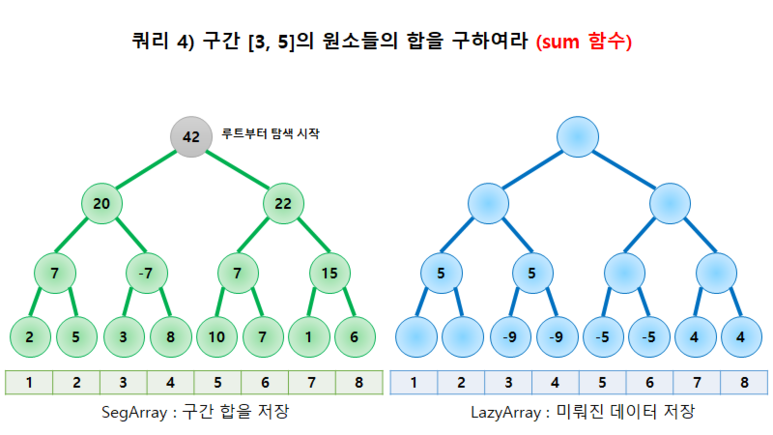 쿼리 4) 구간 [3, 5]의 원소들의 합을 구하여라 (sum 함수)
42 루트부터 탐색 시작
20 22
7 -7 7 15 5 5
2 5 3 8 10 7 1 6 -9 -9 -5 -5 4 4
1 2 3 4 5 6 7 8 1 2 3 4 5 6 7 8
SegArray : 구간 합을 저장 LazyArray : 미뤄진 데이터 저장